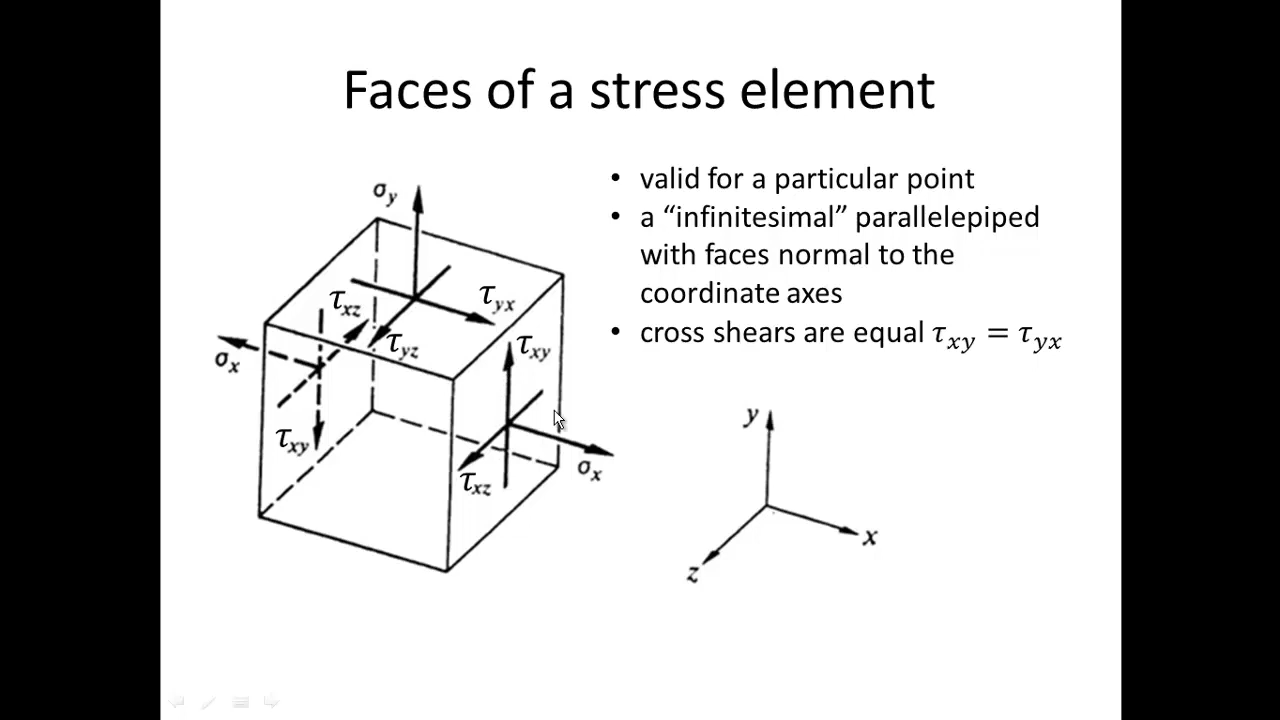 Faces of a stress element
• valid for a particular point
• a “infinitesimal” parallelepiped
with faces normal to the
coordinate axes
• cross shears are equal τxy = τyx
σy
τxz
τyx
τyz
τxy
σx
τxy
τxz
σx
y
x
z